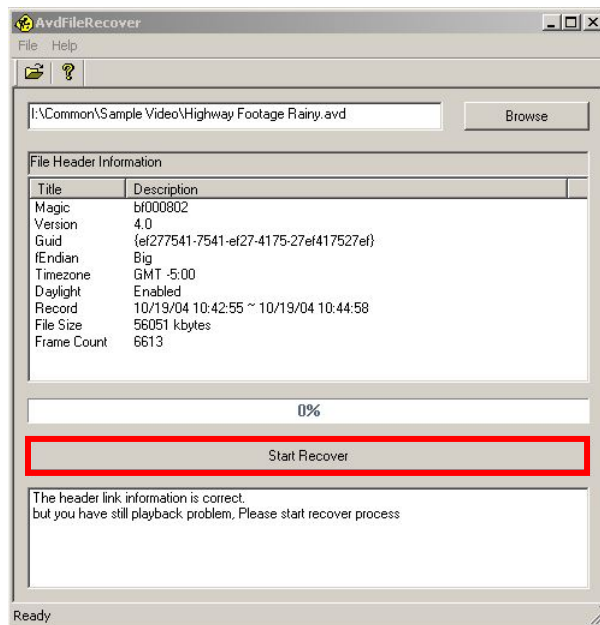 AvdFileRecover
File Help
I:\Common\Sample Video\Highway Footage Rainy.avd
Browse
File Header Information
Title Description
Magic bf000802
Version 4.0
Guid {ef277541-7541-ef27-4175-27ef417527ef}
fEndian Big
Timezone GMT -5:00
Daylight Enabled
Record 10/19/04 10:42:55 ~ 10/19/04 10:44:58
File Size 56051 kbytes
Frame Count 6613
0%
Start Recover
The header link information is correct.
but you have still playback problem, Please start recover process
Ready